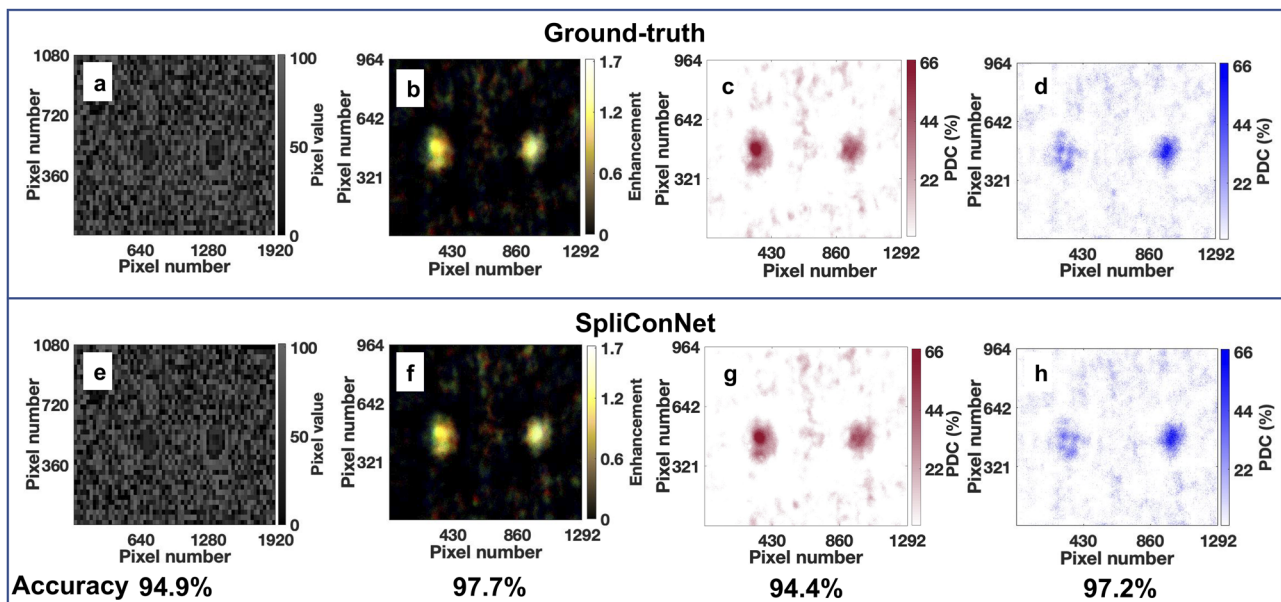 Ground-truth
a
1080
720
360
640 1280 1920
Pixel number
Pixel number
100
50
0
Pixel value
b
964
642
321
430 860 1292
Pixel number
Pixel number
1.7
1.2
0.6
0
Enhancement
c
964
642
321
430 860 1292
Pixel number
Pixel number
66
44
22
PDC (%)
d
964
642
321
430 860 1292
Pixel number
Pixel number
66
44
22
PDC (%)
SpliConNet
e
1080
720
360
640 1280 1920
Pixel number
Pixel number
100
50
0
Pixel value
f
964
642
321
430 860 1292
Pixel number
Pixel number
1.7
1.2
0.6
0
Enhancement
g
964
642
321
430 860 1292
Pixel number
Pixel number
66
44
22
PDC (%)
h
964
642
321
430 860 1292
Pixel number
Pixel number
66
44
22
PDC (%)
Accuracy 94.9% 97.7% 94.4% 97.2%